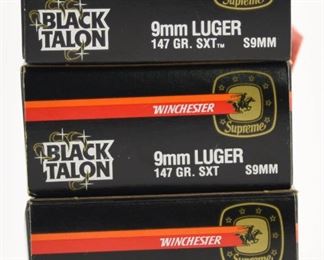 BLACK TALON
9mm LUGER
147 GR. SXT™ S9MM
Supreme
WINCHESTER
Supreme
BLACK TALON
9mm LUGER
147 GR. SXT S9MM
WINCHESTER
Supreme